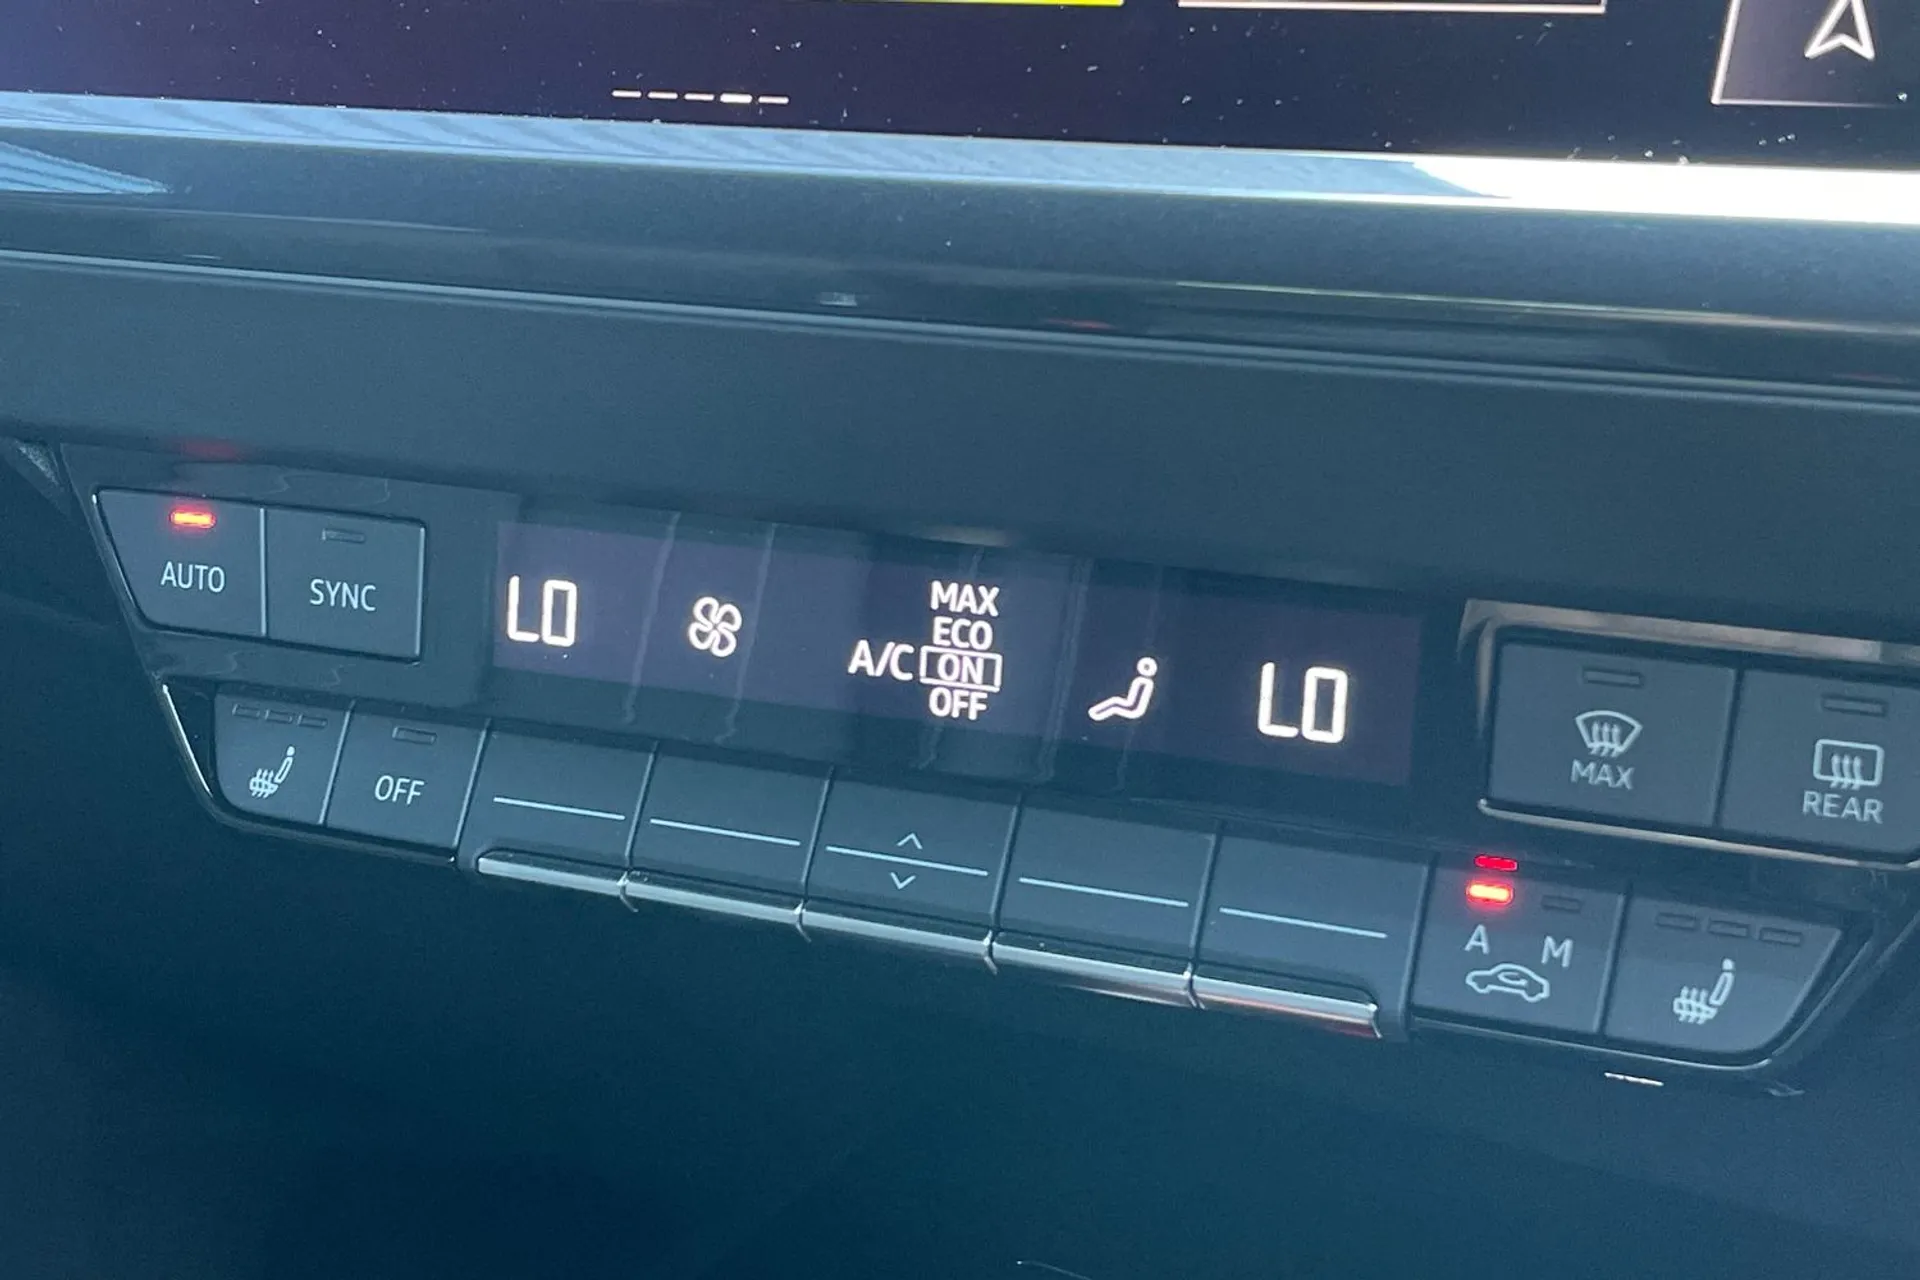 AUTO
SYNC
LO
MAX
ECO
A/C ON
OFF
LO
MAX
REAR
OFF
A M